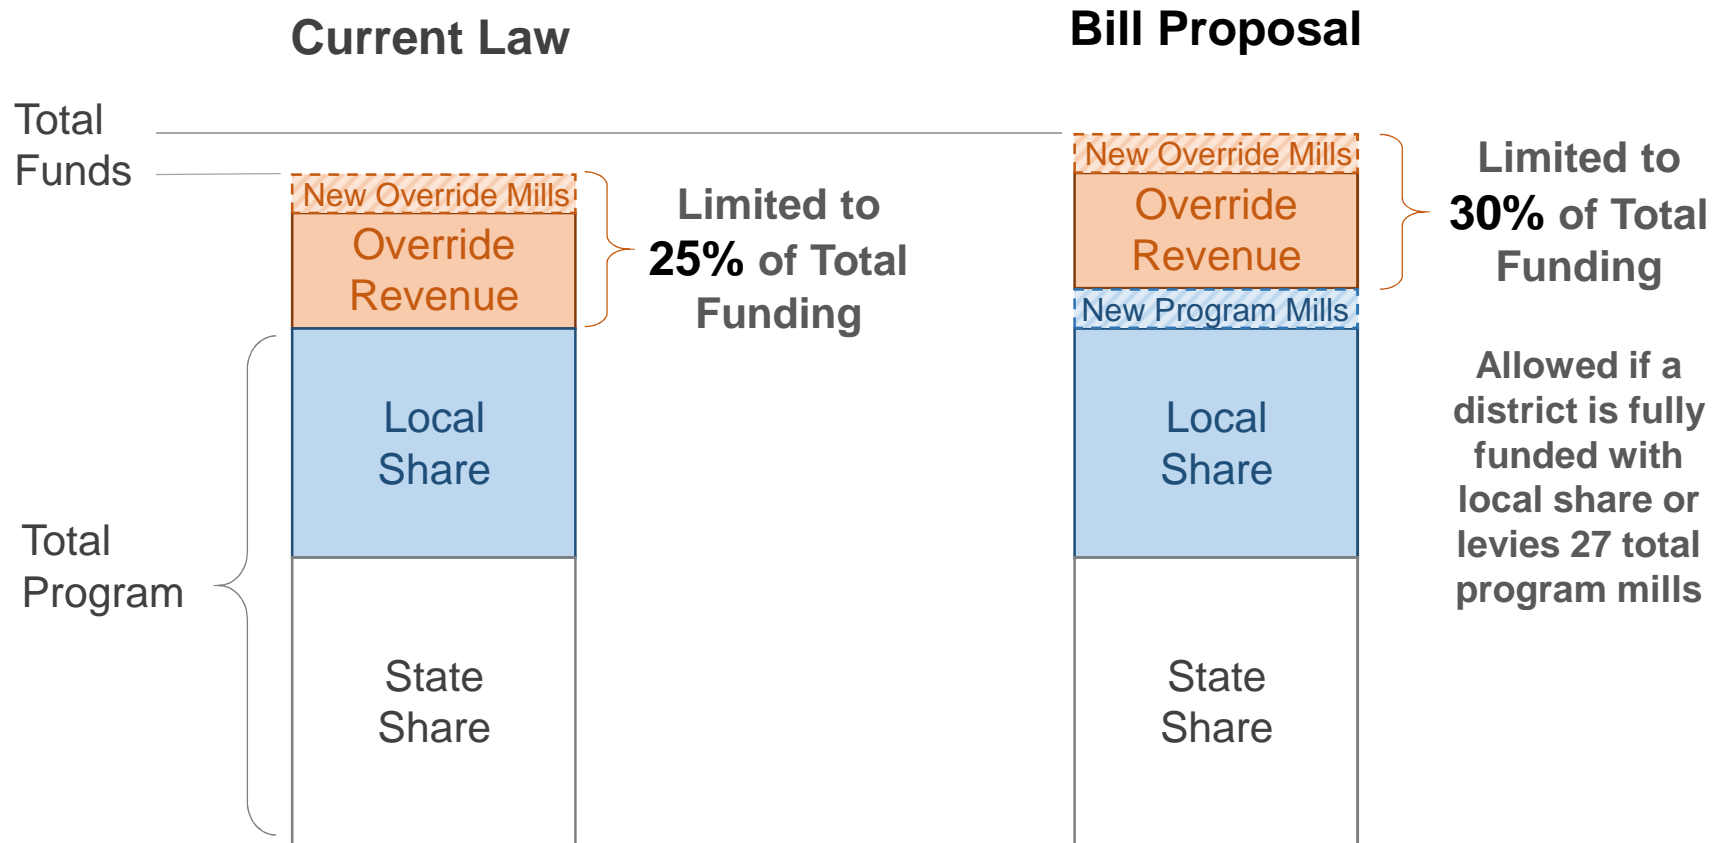 Current Law
Bill Proposal
Total
Funds
New Override Mills
Override
Revenue
Limited to
25% of Total
Funding
Local
Share
Total
Program
State
Share
New Override Mills
Override
Revenue
New Program Mills
Limited to
30% of Total
Funding
Local
Share
Allowed if a
district is fully
funded with
local share or
levies 27 total
program mills
State
Share